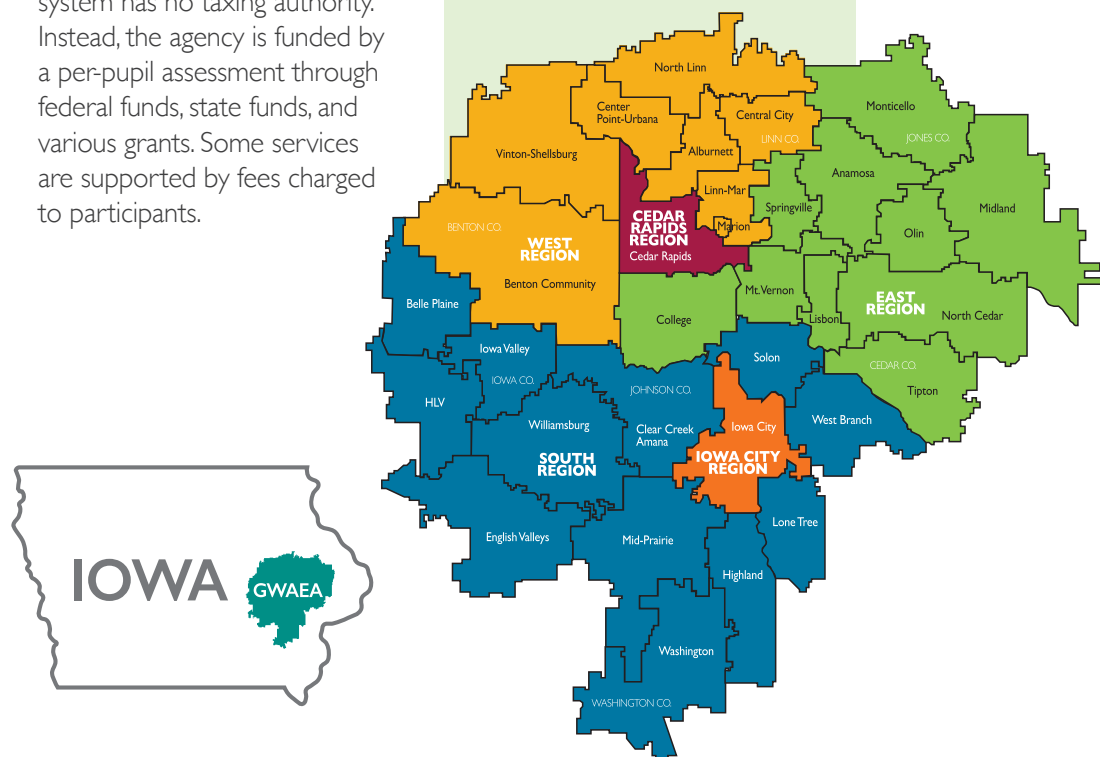 system has no taxing authority.
Instead, the agency is funded by
a per-pupil assessment through
federal funds, state funds, and
various grants. Some services
are supported by fees charged
to participants.
North Linn
Center
Point-Urbana
Central City
LINN CO.
Monticello
JONES CO.
Vinton-Shellsburg
Alburnett
Anamosa
Linn-Mar
Springville
Midland
Marion
Olin
BENTON CO.
WEST
REGION
CEDAR
RAPIDS
REGION
Cedar Rapids
Benton Community
Mt. Vernon
Belle Plaine
College
Lisbon
EAST
REGION
North Cedar
Iowa Valley
IOWA CO.
Solon
CEDAR CO.
Tipton
HLV
JOHNSON CO.
Williamsburg
Clear Creek
Amana
Iowa City
West Branch
SOUTH
REGION
IOWA CITY
REGION
English Valleys
Mid-Prairie
Lone Tree
Highland
Washington
WASHINGTON CO.
IOWA
GWAEA